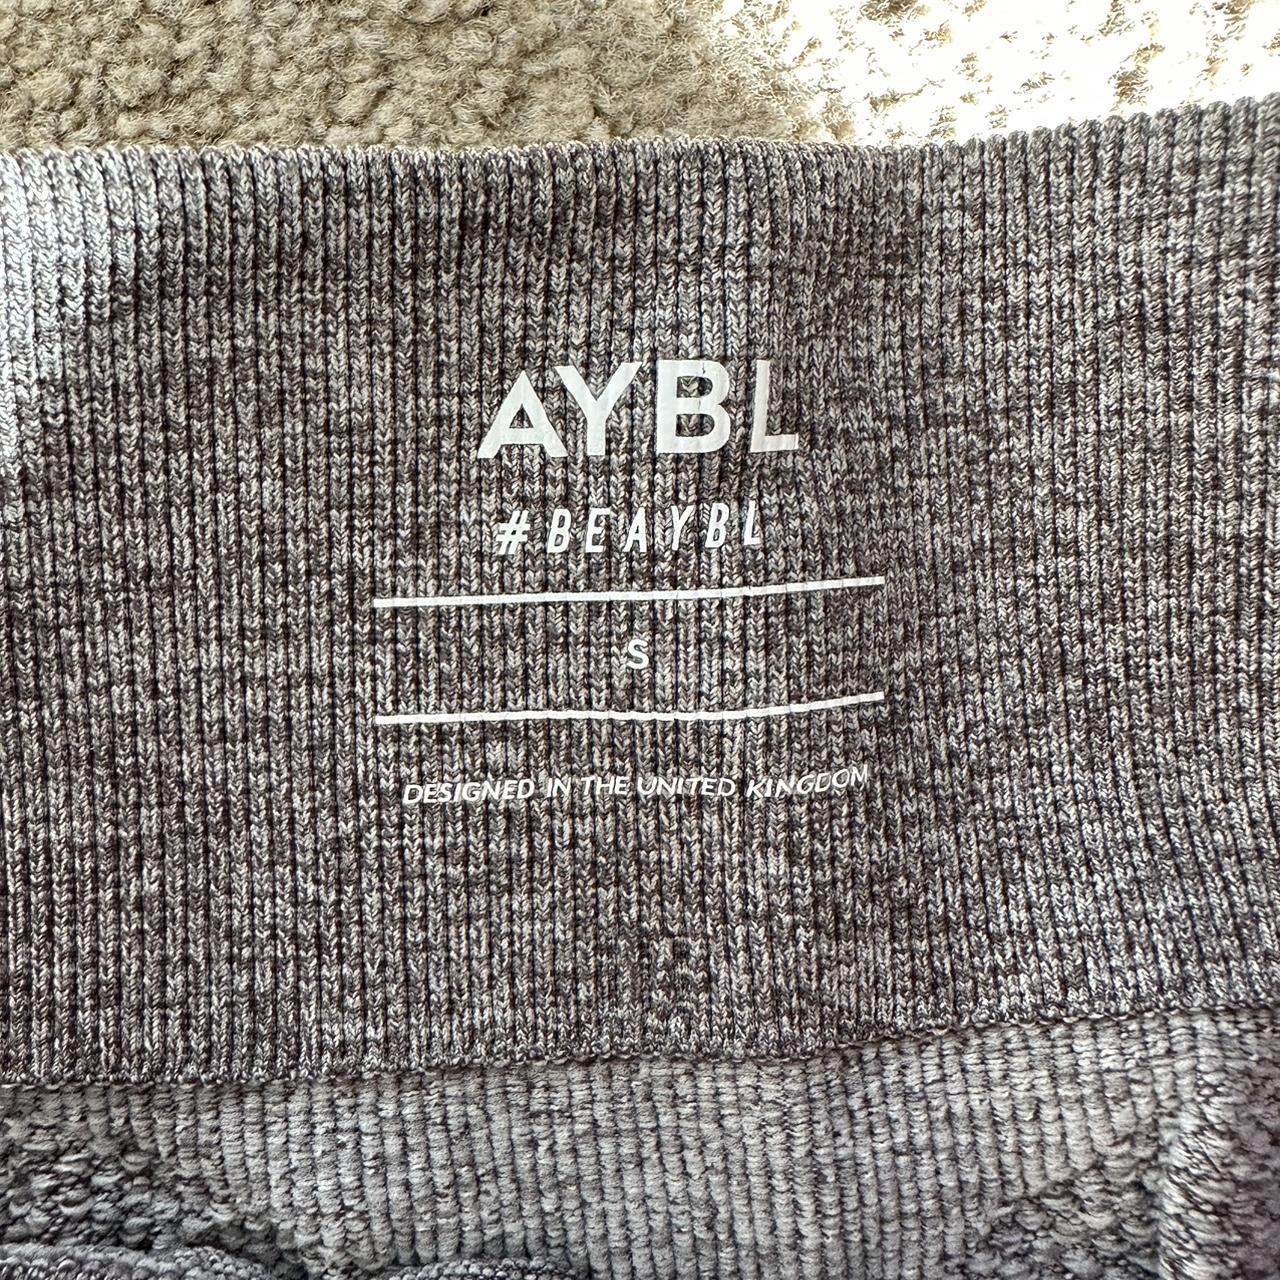 AYBL
#BEAYBL
S
DESIGNED IN THE UNITED KINGDOM